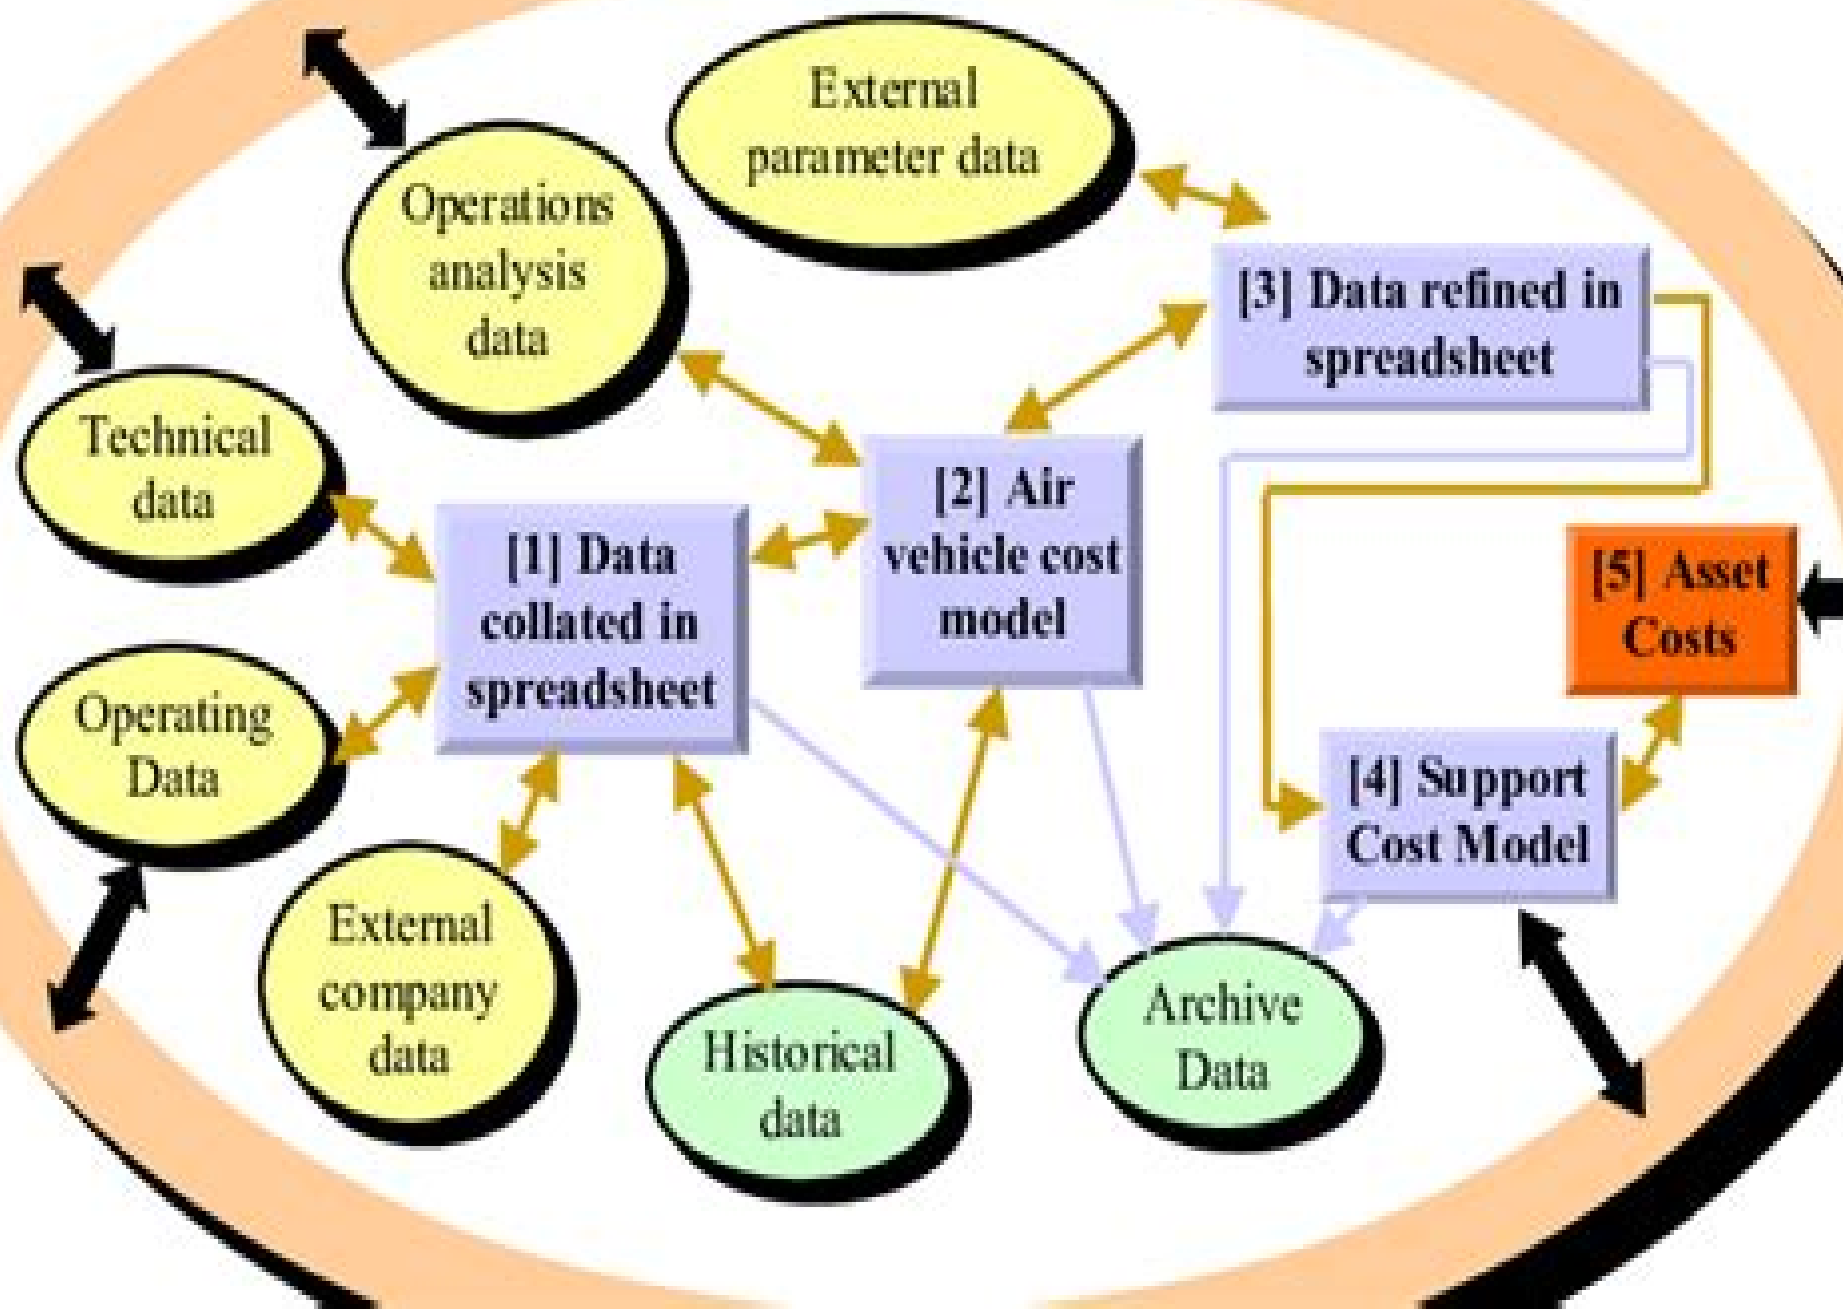 External
parameter data
Operations
analysis
data
[3] Data refined in
spreadsheet
Technical
data
[2] Air
vehicle cost
model
[1] Data
collated in
spreadsheet
[5] Asset
Costs
Operating
Data
[4] Support
Cost Model
External
company
data
Historical
data
Archive
Data